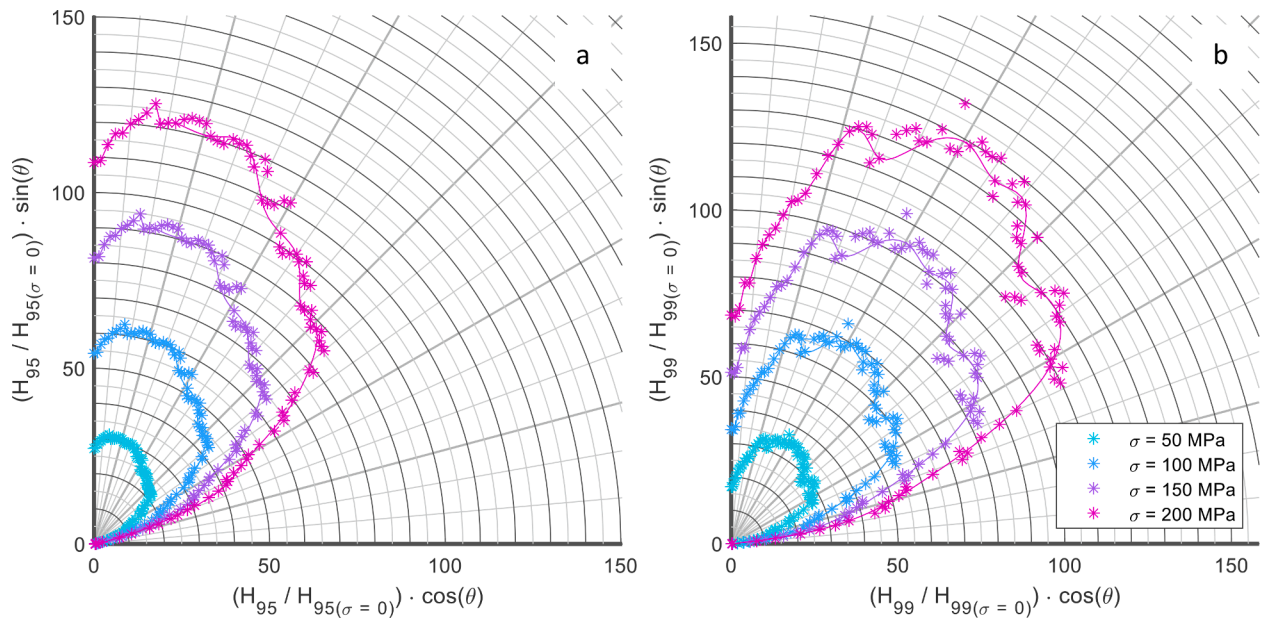 a
(H95 / H95(σ = 0)) · sin(θ)
150
100
50
0
0
50
100
150
(H95 / H95(σ = 0)) · cos(θ)
b
(H99 / H99(σ = 0)) · sin(θ)
150
100
50
0
0
50
100
150
(H99 / H99(σ = 0)) · cos(θ)
σ = 50 MPa
σ = 100 MPa
σ = 150 MPa
σ = 200 MPa